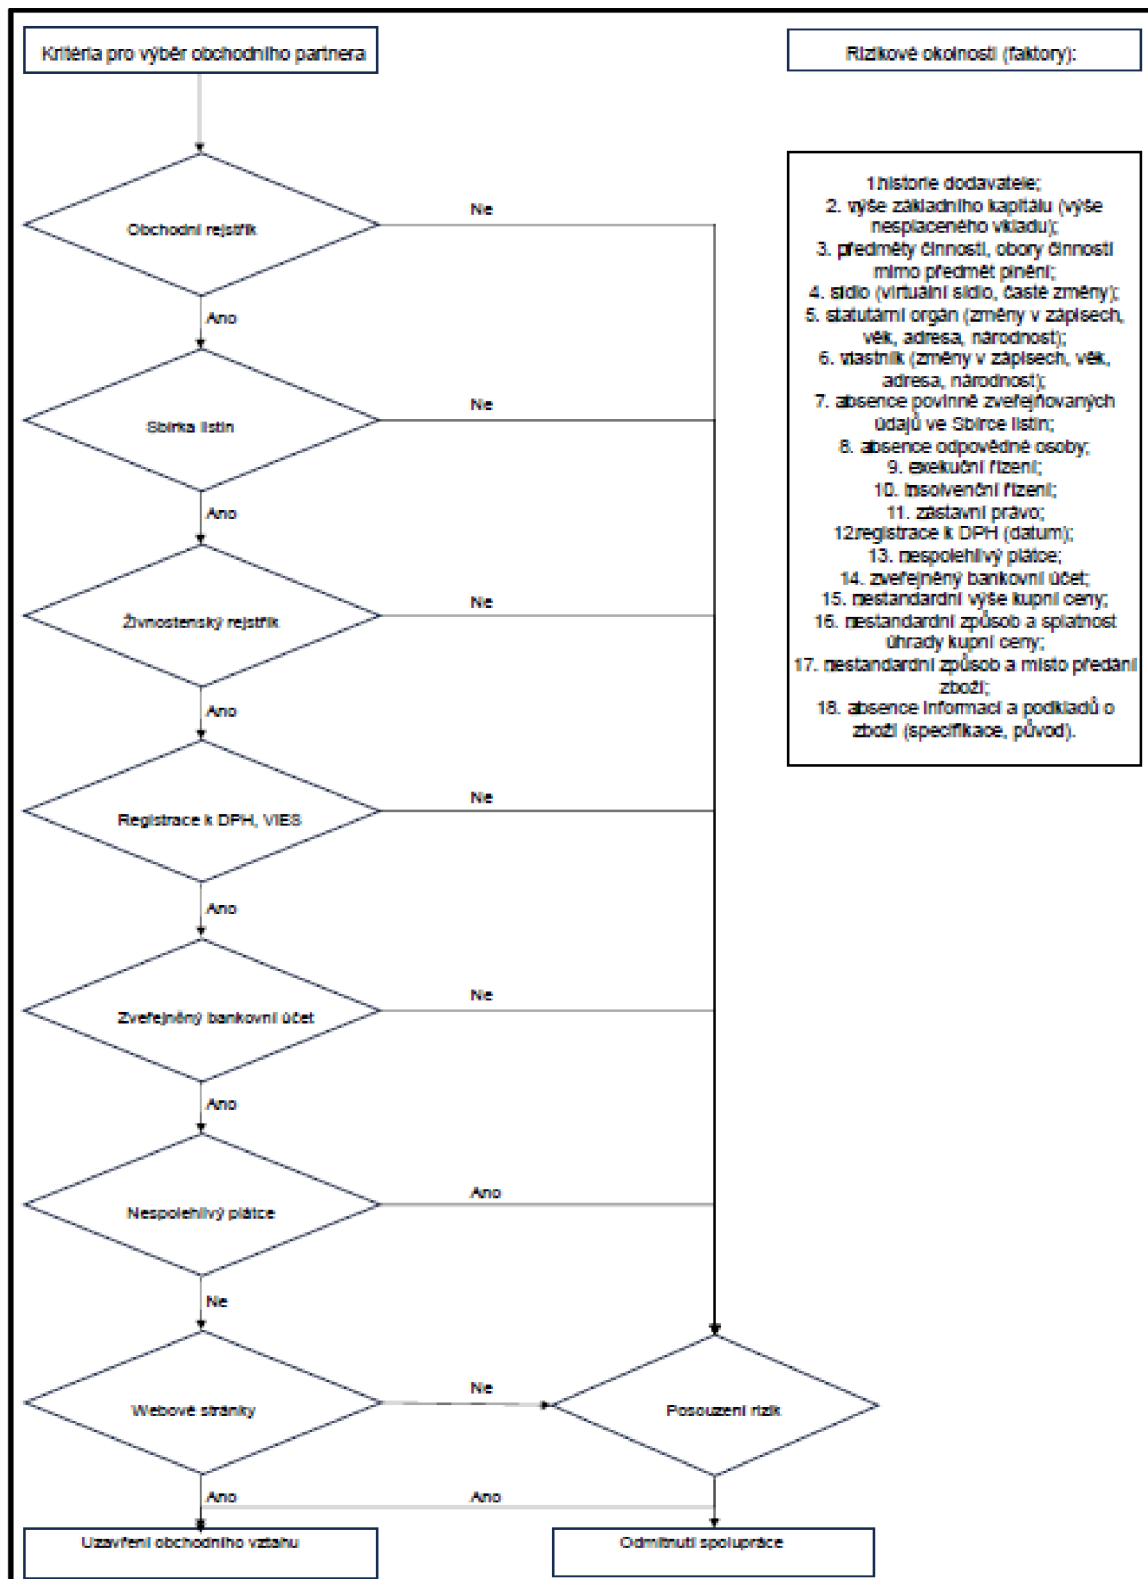 Kritéria pro výběr obchodního partnera
Rizikové okolnosti (faktory):
1.historie dodavatele;
2. výše základního kapitálu (výše
nesplaceného vkladu);
3. předměty činnosti, obory činnosti
mimo předmět plnění;
4. sídlo (virtuální sídlo, časté změny);
5. statutární orgán (změny v zápisech,
věk, adresa, národnost);
6. vlastník (změny v zápisech, věk,
adresa, národnost);
7. absence povinně zveřejňovaných
údajů ve Sbírce listin;
8. absence odpovědné osoby;
9. exekuční řízení;
10. insolvenční řízení;
11. zástavní právo;
12.registrace k DPH (datum);
13. nespolehlivý plátce;
14. zveřejněný bankovní účet;
15. nestandardní výše kupní ceny;
16. nestandardní způsob a splatnost
úhrady kupní ceny;
17. nestandardní způsob a místo předání
zboží;
18. absence informací a podkladů o
zboží (specifikace, původ).
Obchodní rejstřík
Ne
Ano
Sbírka listin
Ne
Ano
Živnostenský rejstřík
Ne
Ano
Registrace k DPH, VIES
Ne
Ano
Zveřejněný bankovní účet
Ne
Ano
Nespolehlivý plátce
Ano
Ne
Webové stránky
Ne
Posouzení rizik
Ano
Ano
Uzavření obchodního vztahu
Odmítnutí spolupráce